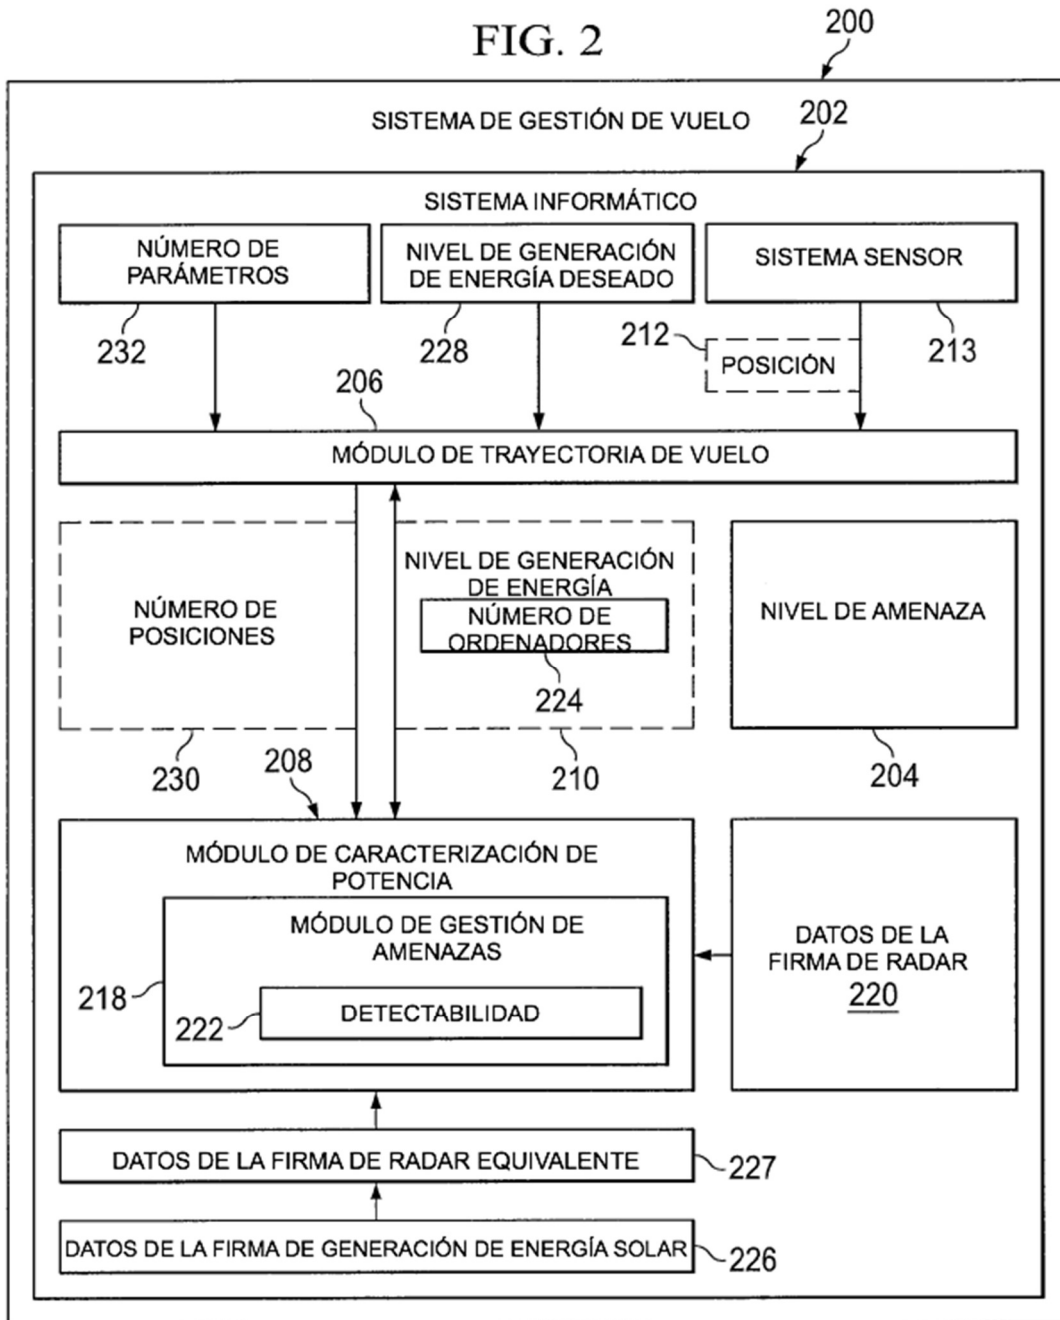 FIG. 2
200
SISTEMA DE GESTIÓN DE VUELO
202
SISTEMA INFORMÁTICO
NÚMERO DE
PARÁMETROS
232
NIVEL DE GENERACIÓN
DE ENERGÍA DESEADO
228
SISTEMA SENSOR
213
212
POSICIÓN
206
MÓDULO DE TRAYECTORIA DE VUELO
NÚMERO DE
POSICIONES
230
NIVEL DE GENERACIÓN
DE ENERGÍA
NÚMERO DE
ORDENADORES
224
210
NIVEL DE AMENAZA
204
208
MÓDULO DE CARACTERIZACIÓN DE
POTENCIA
MÓDULO DE GESTIÓN DE
AMENAZAS
218
222
DETECTABILIDAD
DATOS DE LA
FIRMA DE RADAR
220
DATOS DE LA FIRMA DE RADAR EQUIVALENTE
227
DATOS DE LA FIRMA DE GENERACIÓN DE ENERGÍA SOLAR
226